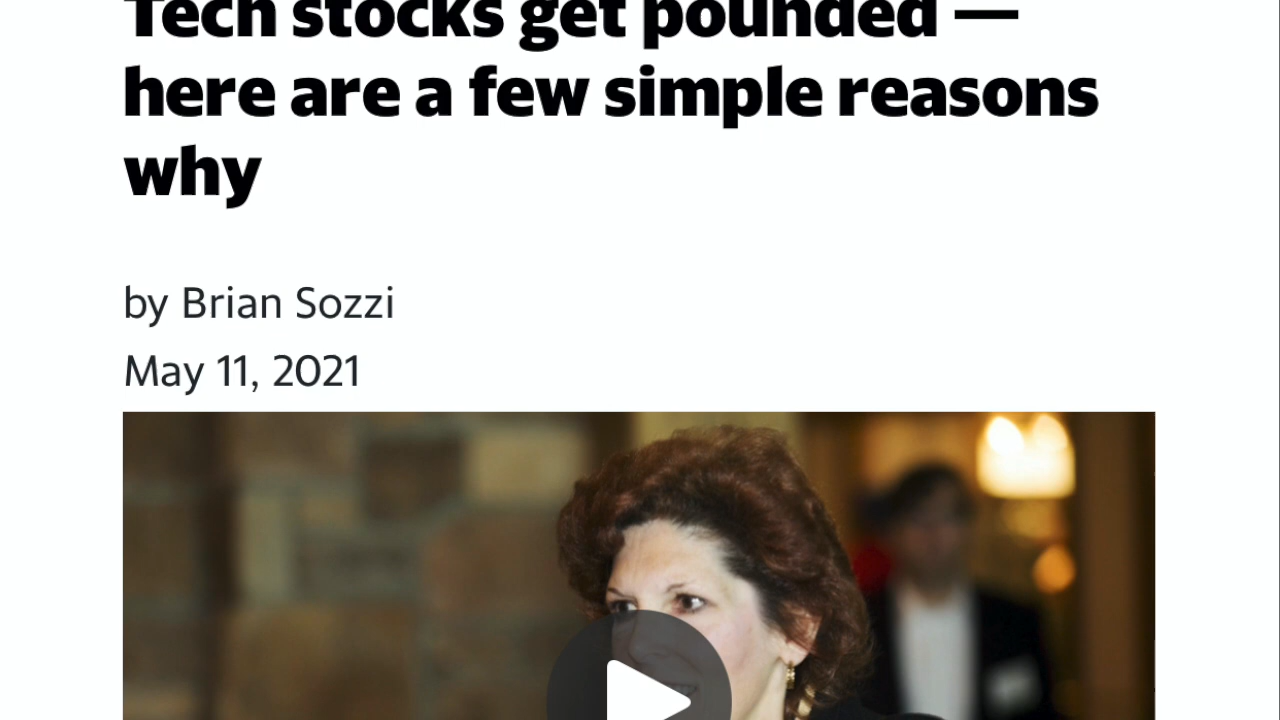 Tech stocks get pounded —
here are a few simple reasons
why
by Brian Sozzi
May 11, 2021